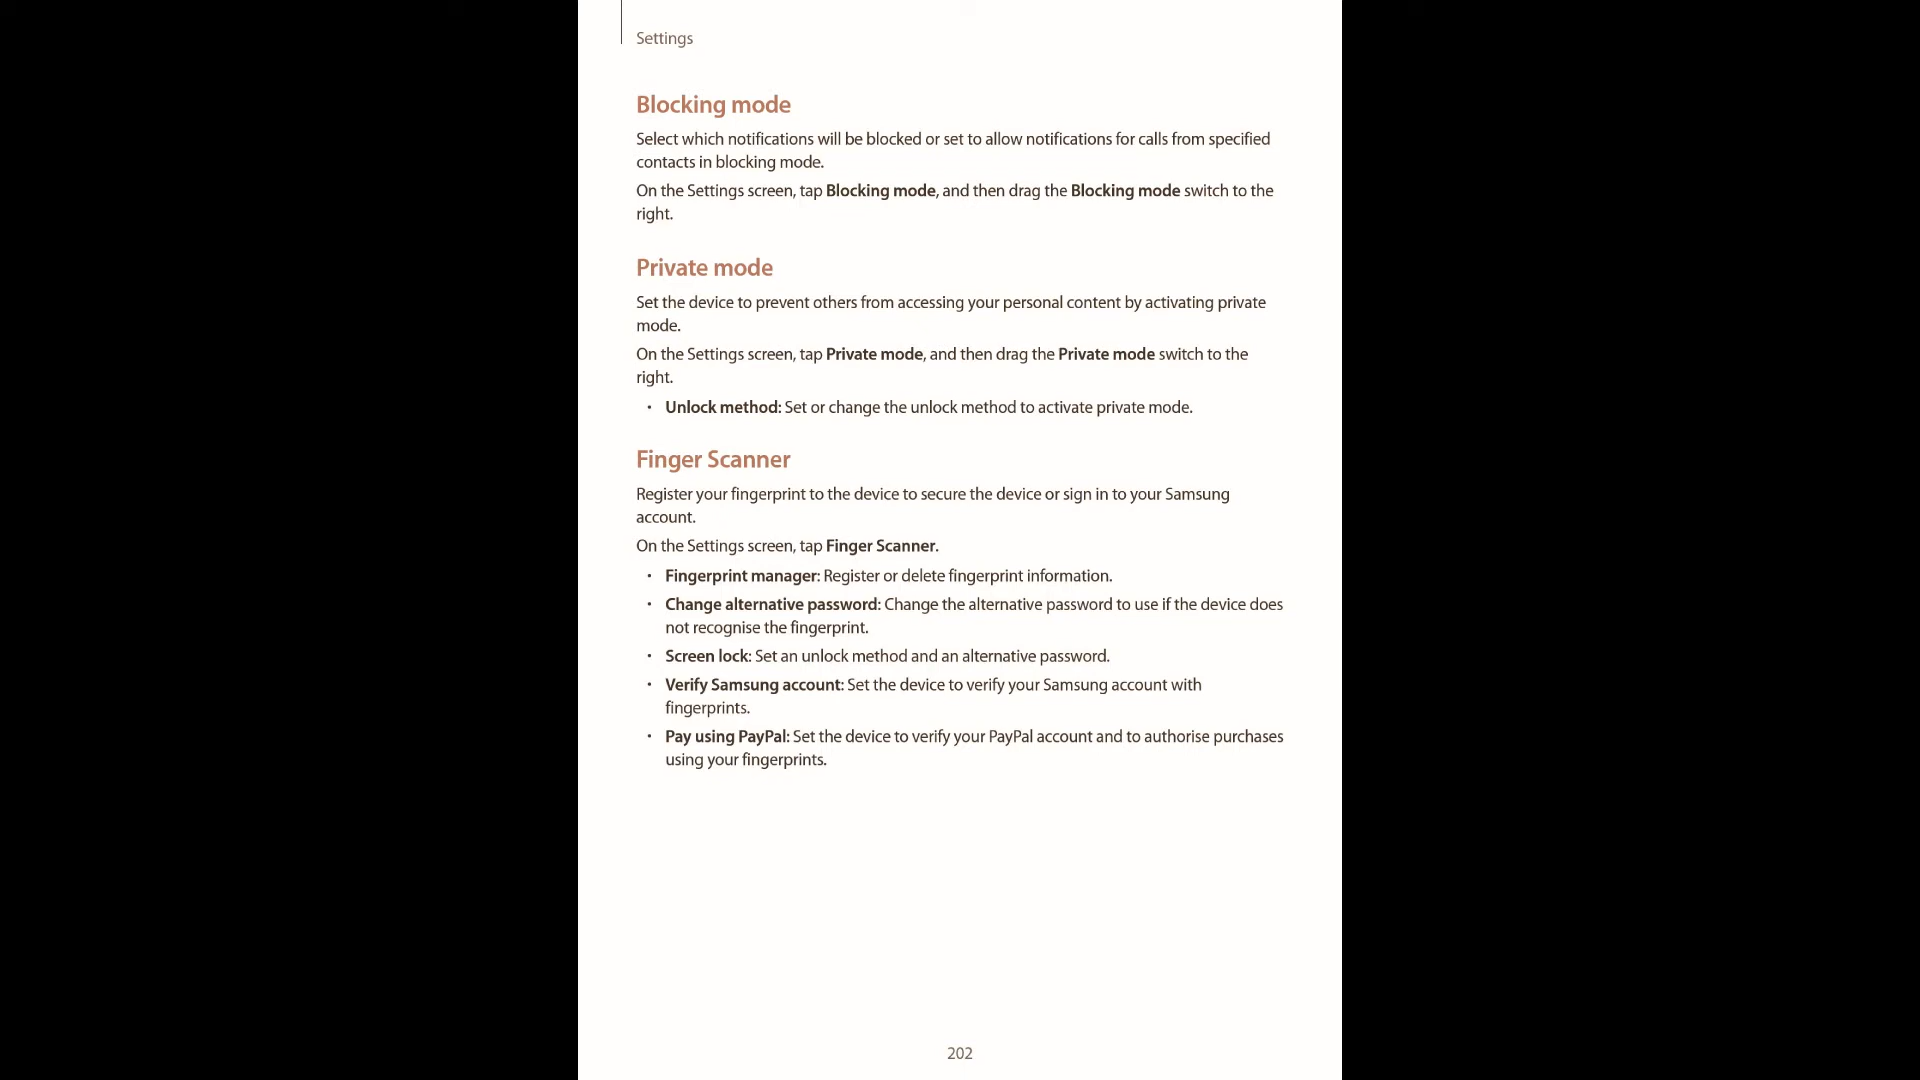 Settings
Blocking mode
Select which notifications will be blocked or set to allow notifications for calls from specified
contacts in blocking mode.
On the Settings screen, tap Blocking mode, and then drag the Blocking mode switch to the
right.
Private mode
Set the device to prevent others from accessing your personal content by activating private
mode.
On the Settings screen, tap Private mode, and then drag the Private mode switch to the
right.
• Unlock method: Set or change the unlock method to activate private mode.
Finger Scanner
Register your fingerprint to the device to secure the device or sign in to your Samsung
account.
On the Settings screen, tap Finger Scanner.
• Fingerprint manager: Register or delete fingerprint information.
• Change alternative password: Change the alternative password to use if the device does
not recognise the fingerprint.
• Screen lock: Set an unlock method and an alternative password.
• Verify Samsung account: Set the device to verify your Samsung account with
fingerprints.
• Pay using PayPal: Set the device to verify your PayPal account and to authorise purchases
using your fingerprints.
202